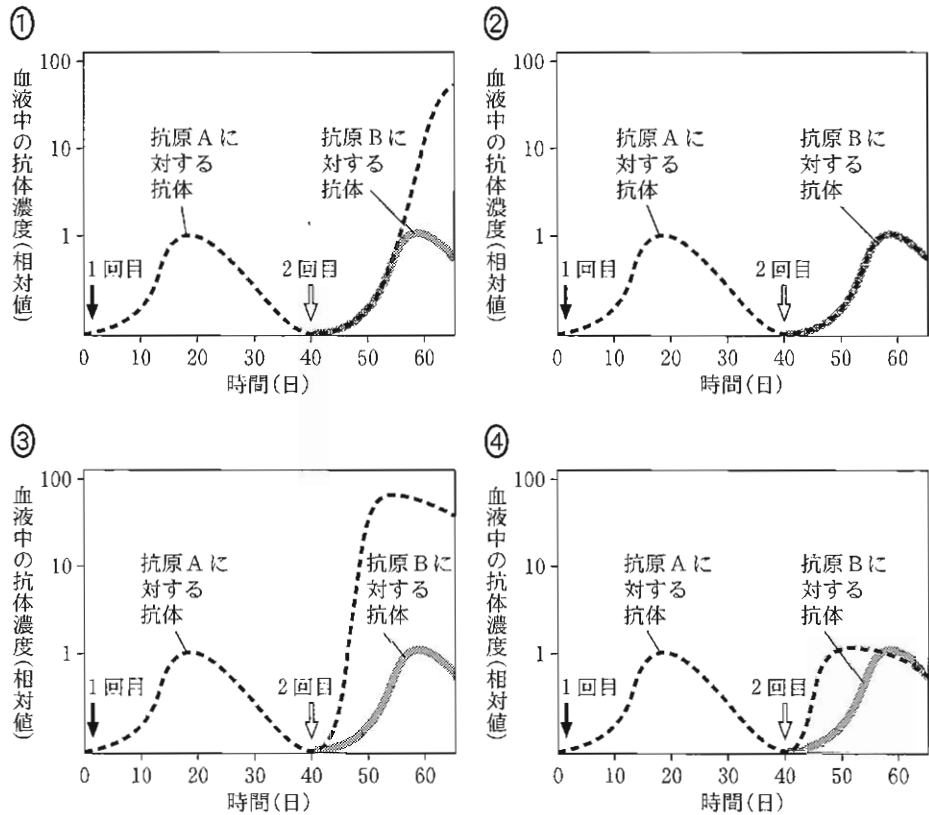 ①
血液中の抗体濃度(相対値)
100
10
1
抗原Aに
対する
抗体
抗原Bに
対する
抗体
1回目
2回目
0 10 20 30 40 50 60
時間(日)
②
血液中の抗体濃度(相対値)
100
10
1
抗原Aに
対する
抗体
抗原Bに
対する
抗体
1回目
2回目
0 10 20 30 40 50 60
時間(日)
③
血液中の抗体濃度(相対値)
100
10
1
抗原Aに
対する
抗体
抗原Bに
対する
抗体
1回目
2回目
0 10 20 30 40 50 60
時間(日)
④
血液中の抗体濃度(相対値)
100
10
1
抗原Aに
対する
抗体
抗原Bに
対する
抗体
1回目
2回目
0 10 20 30 40 50 60
時間(日)